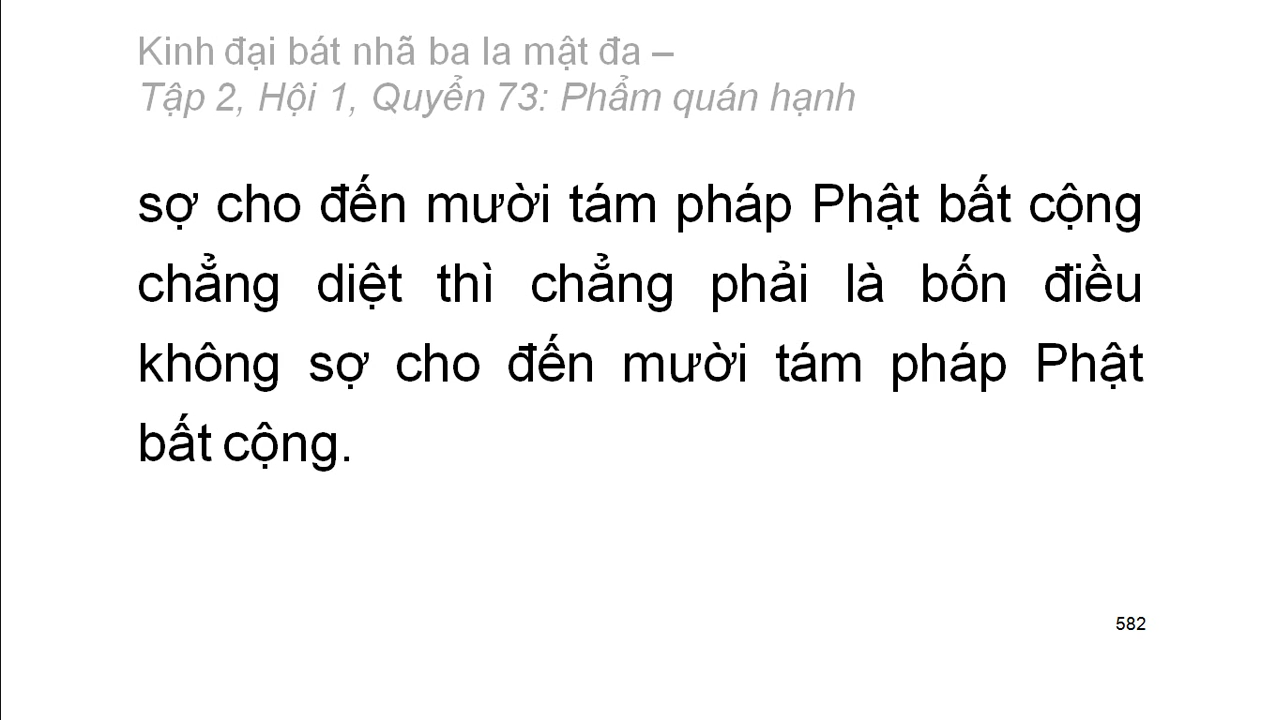 Kinh đại bát nhã ba la mật đa –
Tập 2, Hội 1, Quyển 73: Phẩm quán hạnh
sợ cho đến mười tám pháp Phật bất cộng
chẳng diệt thì chẳng phải là bốn điều
không sợ cho đến mười tám pháp Phật
bất cộng.
582